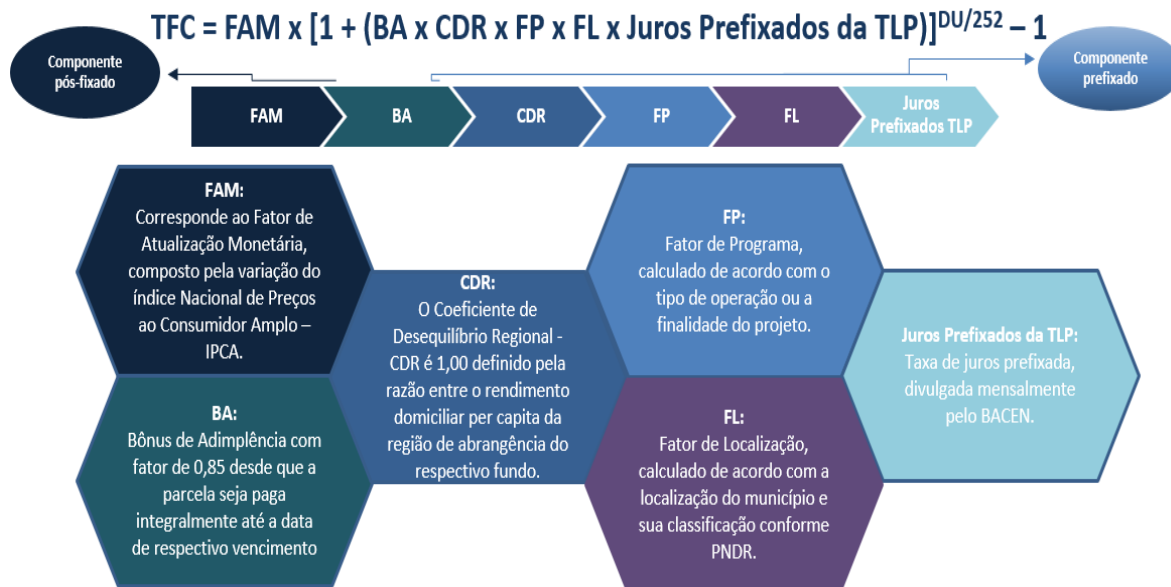 TFC = FAM x [1 + (BA x CDR x FP x FL x Juros Prefixados da TLP)]^DU/252 – 1
Componente
pós-fixado
Componente
prefixado
FAM
BA
CDR
FP
FL
Juros
Prefixados TLP
FAM:
Corresponde ao Fator de
Atualização Monetária,
composto pela variação do
índice Nacional de Preços
ao Consumidor Amplo –
IPCA.
BA:
Bônus de Adimplência com
fator de 0,85 desde que a
parcela seja paga
integralmente até a data
de respectivo vencimento
CDR:
O Coeficiente de
Desequilíbrio Regional -
CDR é 1,00 definido pela
razão entre o rendimento
domiciliar per capita da
região de abrangência do
respectivo fundo.
FP:
Fator de Programa,
calculado de acordo com o
tipo de operação ou a
finalidade do projeto.
FL:
Fator de Localização,
calculado de acordo com a
localização do município e
sua classificação conforme
PNDR.
Juros Prefixados da TLP:
Taxa de juros prefixada,
divulgada mensalmente
pelo BACEN.